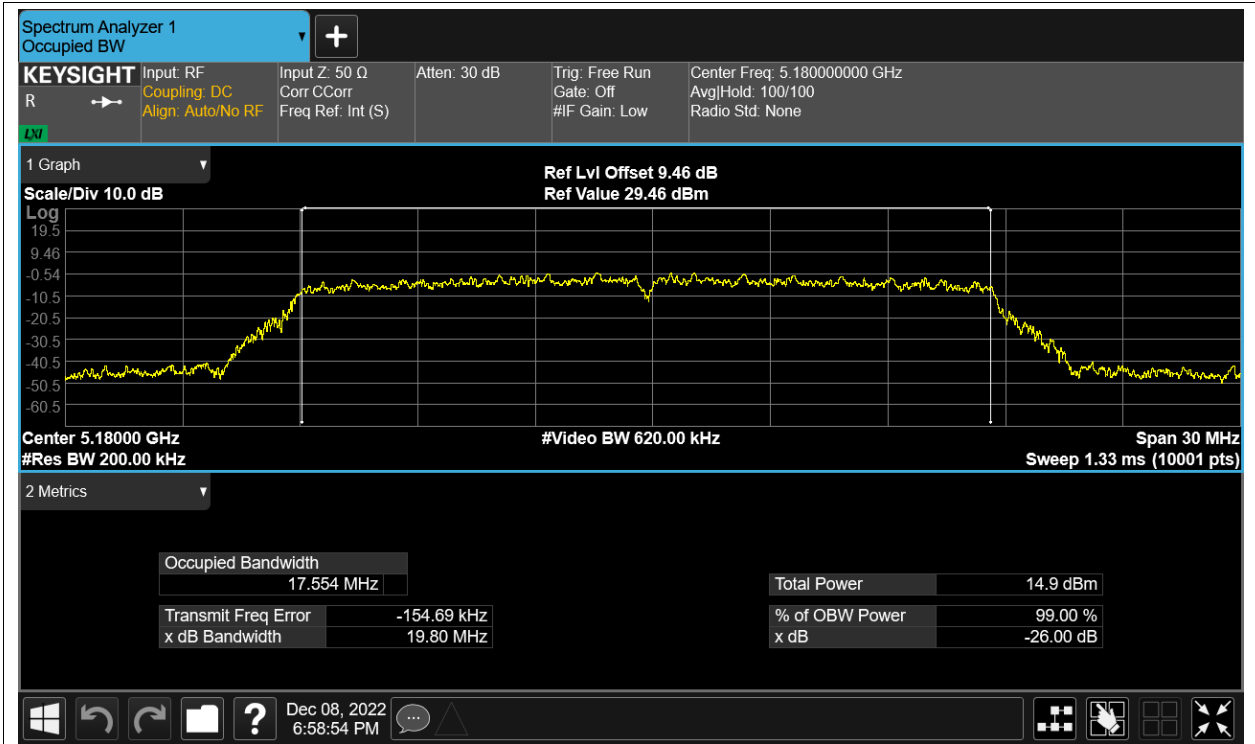 Spectrum Analyzer 1
Occupied BW
KEYSIGHT
R
LXI
Input: RF
Coupling: DC
Align: Auto/No RF
Input Z: 50 Ω
Corr CCorr
Freq Ref: Int (S)
Atten: 30 dB
Trig: Free Run
Gate: Off
#IF Gain: Low
Center Freq: 5.180000000 GHz
Avg|Hold: 100/100
Radio Std: None
1 Graph
Scale/Div 10.0 dB
Ref Lvl Offset 9.46 dB
Ref Value 29.46 dBm
Log
19.5
9.46
-0.54
-10.5
-20.5
-30.5
-40.5
-50.5
-60.5
Center 5.18000 GHz
#Video BW 620.00 kHz
Span 30 MHz
#Res BW 200.00 kHz
Sweep 1.33 ms (10001 pts)
2 Metrics
Occupied Bandwidth
17.554 MHz
Total Power 14.9 dBm
Transmit Freq Error -154.69 kHz
% of OBW Power 99.00 %
x dB Bandwidth 19.80 MHz
x dB -26.00 dB
?
Dec 08, 2022
6:58:54 PM